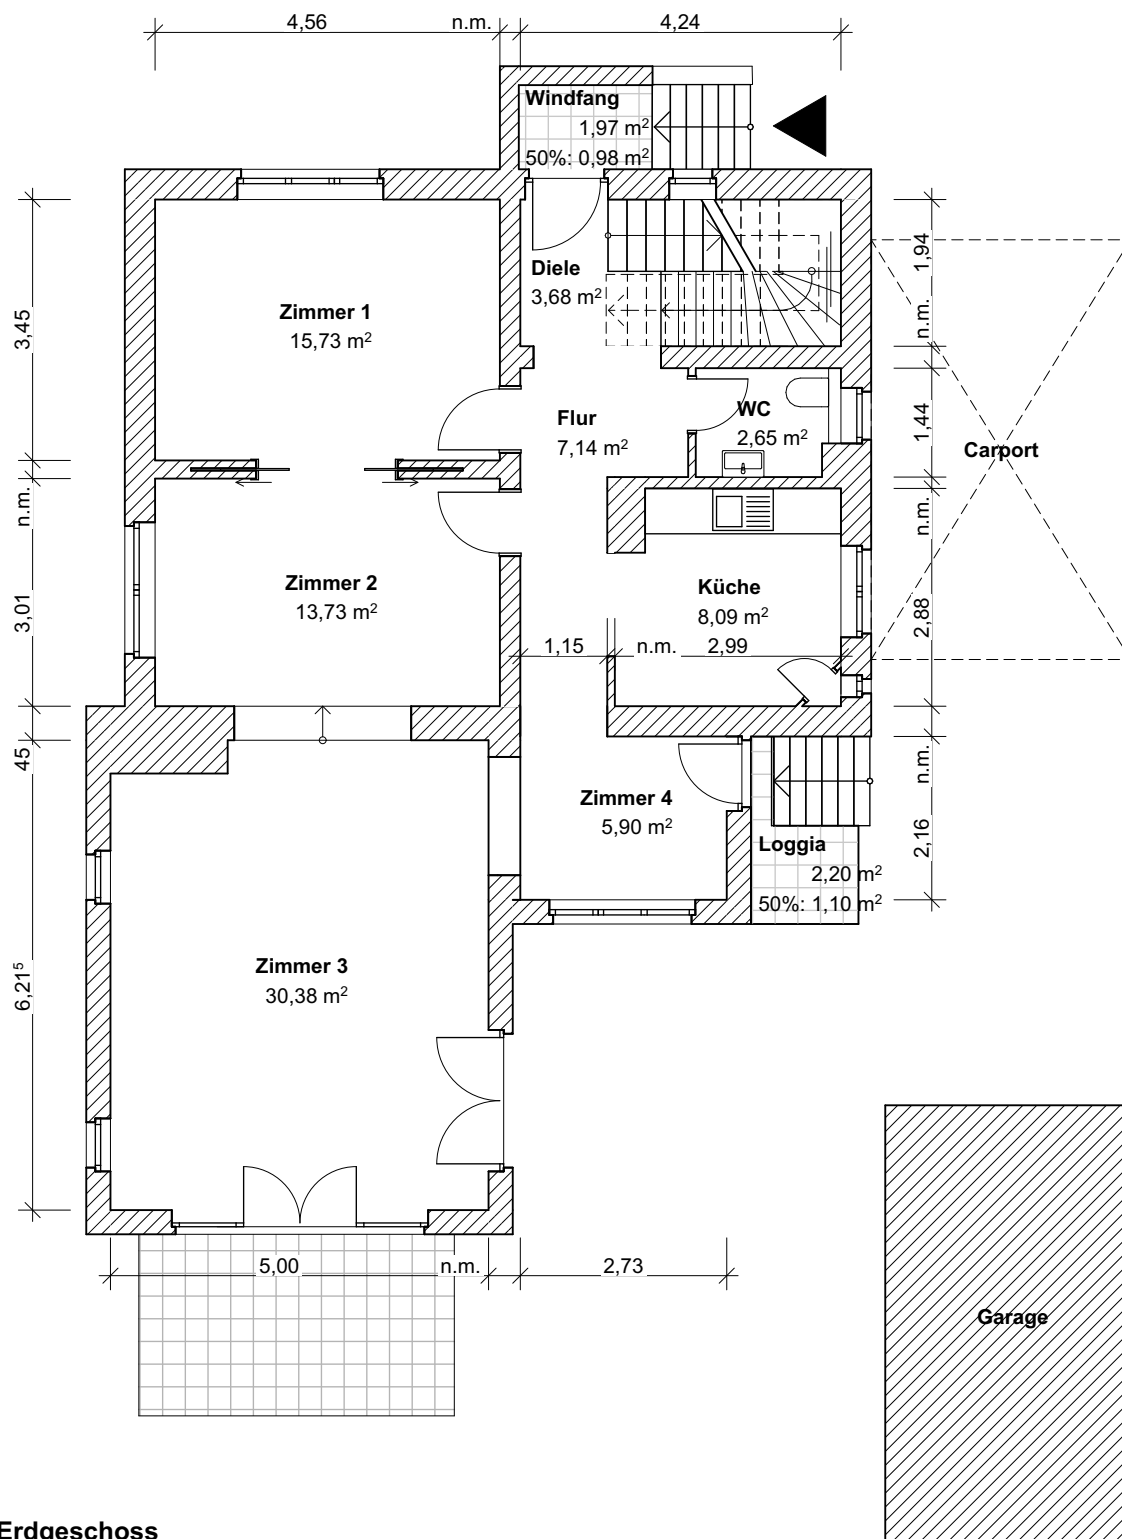 4,56
n.m.
4,24
Windfang
1,97 m²
50%: 0,98 m²
Diele
3,68 m²
Zimmer 1
15,73 m²
Flur
7,14 m²
WC
2,65 m²
Carport
Zimmer 2
13,73 m²
Küche
8,09 m²
1,15
n.m.
2,99
Zimmer 4
5,90 m²
Loggia
2,20 m²
50%: 1,10 m²
Zimmer 3
30,38 m²
3,45
n.m.
3,01
45
6,21⁵
1,94
n.m.
1,44
n.m.
2,88
n.m.
2,16
5,00
n.m.
2,73
Garage
Erdgeschoss